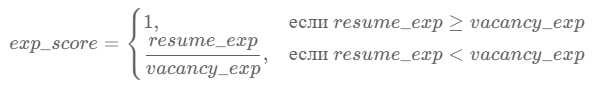 exp_score = { 1, если resume_exp ≥ vacancy_exp
resume_exp / vacancy_exp, если resume_exp < vacancy_exp